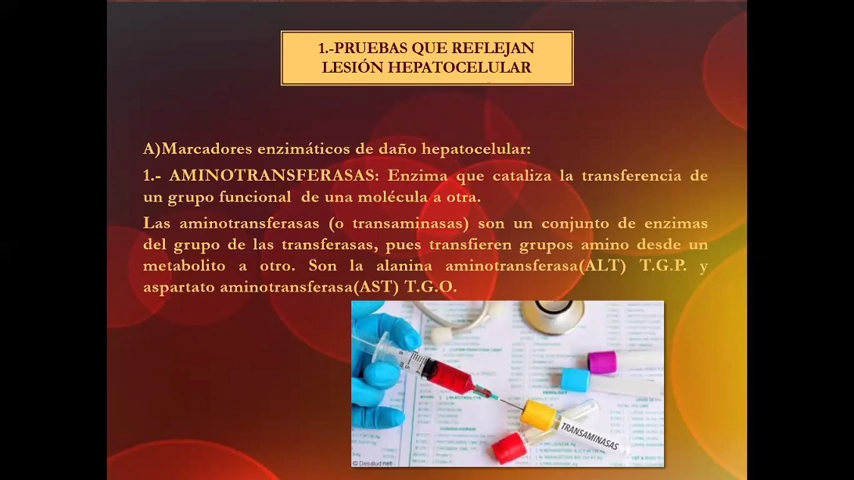 1.-PRUEBAS QUE REFLEJAN
LESIÓN HEPATOCELULAR
A)Marcadores enzimáticos de daño hepatocelular:
1.- AMINOTRANSFERASAS: Enzima que cataliza la transferencia de
un grupo funcional de una molécula a otra.
Las aminotransferasas (o transaminasas) son un conjunto de enzimas
del grupo de las transferasas, pues transfieren grupos amino desde un
metabolito a otro. Son la alanina aminotransferasa(ALT) T.G.P. y
aspartato aminotransferasa(AST) T.G.O.
TRANSAMINASAS
© Desalud.net